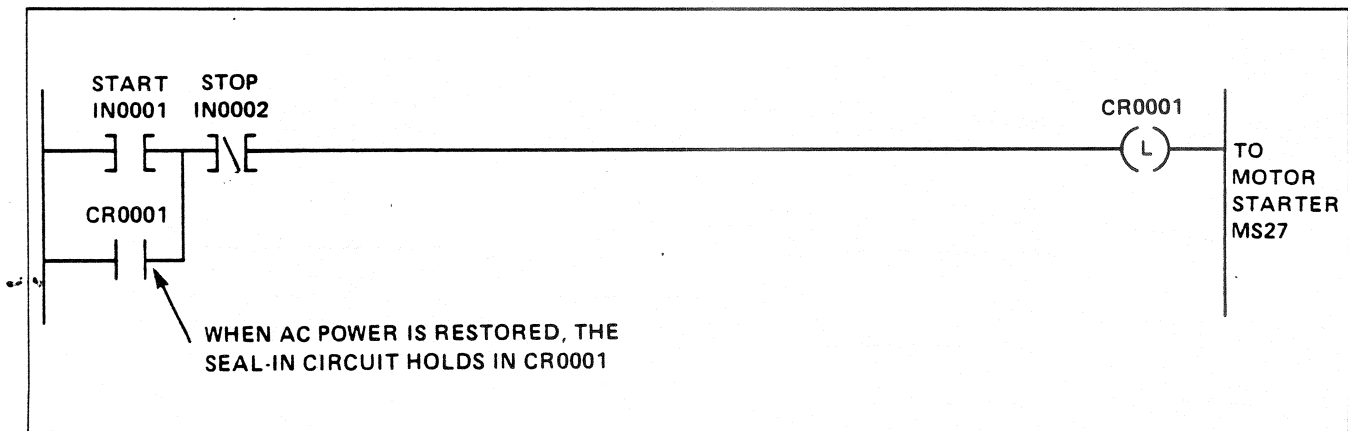 START STOP
IN0001 IN0002
CR0001
L
TO
MOTOR
STARTER
MS27
CR0001
WHEN AC POWER IS RESTORED, THE
SEAL-IN CIRCUIT HOLDS IN CR0001